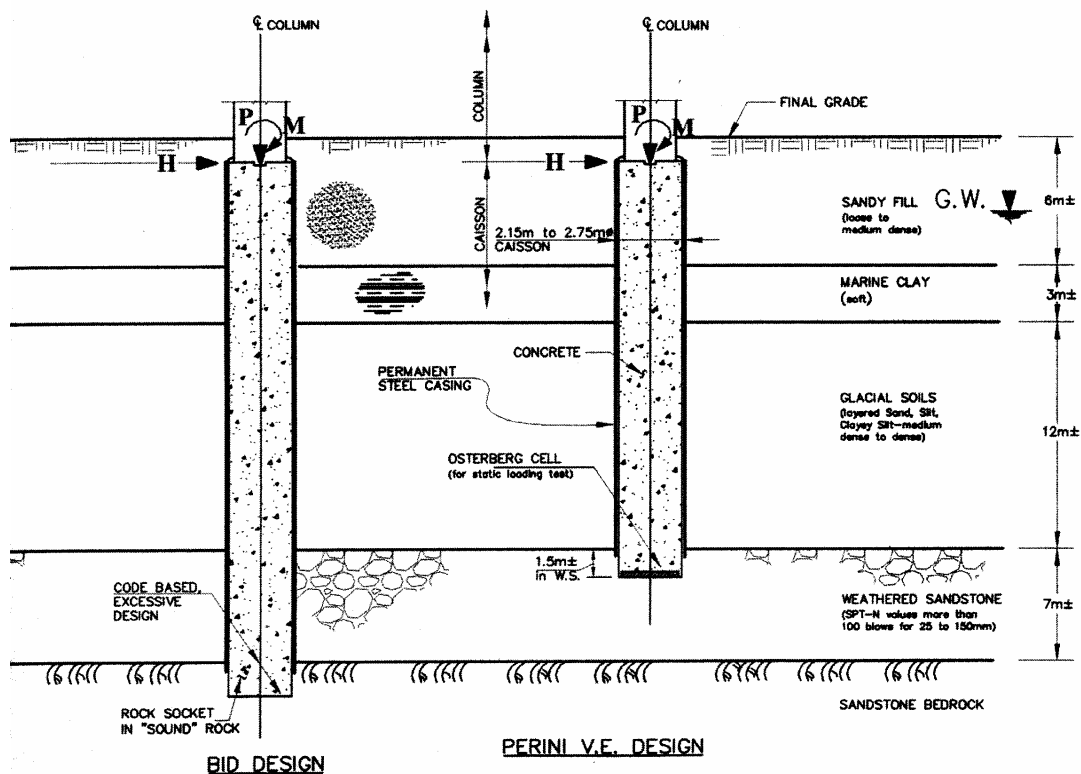 ℄ COLUMN
℄ COLUMN
COLUMN
FINAL GRADE
P
M
P
M
H
H
CAISSON
2.15m to 2.75mø
CAISSON
SANDY FILL
(loose to
medium dense)
G.W.
6m±
MARINE CLAY
(soft)
3m±
CONCRETE
PERMANENT
STEEL CASING
GLACIAL SOILS
(layered Sand, Silt,
Clayey Silt-medium
dense to dense)
12m±
OSTERBERG CELL
(for static loading test)
1.5m±
in W.S.
CODE BASED,
EXCESSIVE
DESIGN
WEATHERED SANDSTONE
(SPT-N values more than
100 blows for 25 to 150mm)
7m±
ROCK SOCKET
IN "SOUND" ROCK
SANDSTONE BEDROCK
BID DESIGN
PERINI V.E. DESIGN